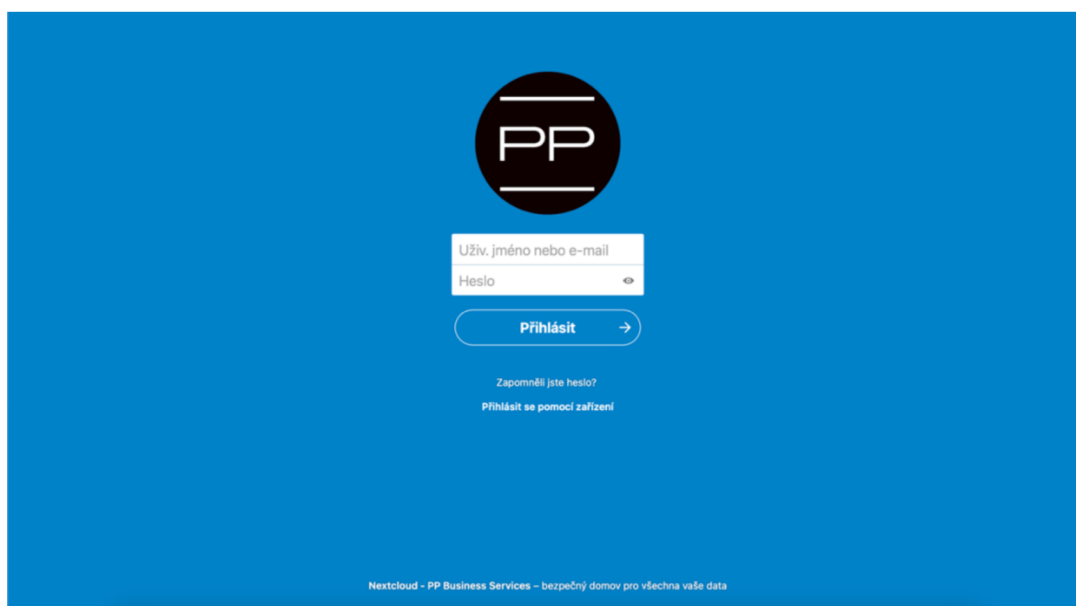 PP
Uživ. jméno nebo e-mail
Heslo
Přihlásit
Zapomněli jste heslo?
Přihlásit se pomocí zařízení
Nextcloud - PP Business Services – bezpečný domov pro všechna vaše data